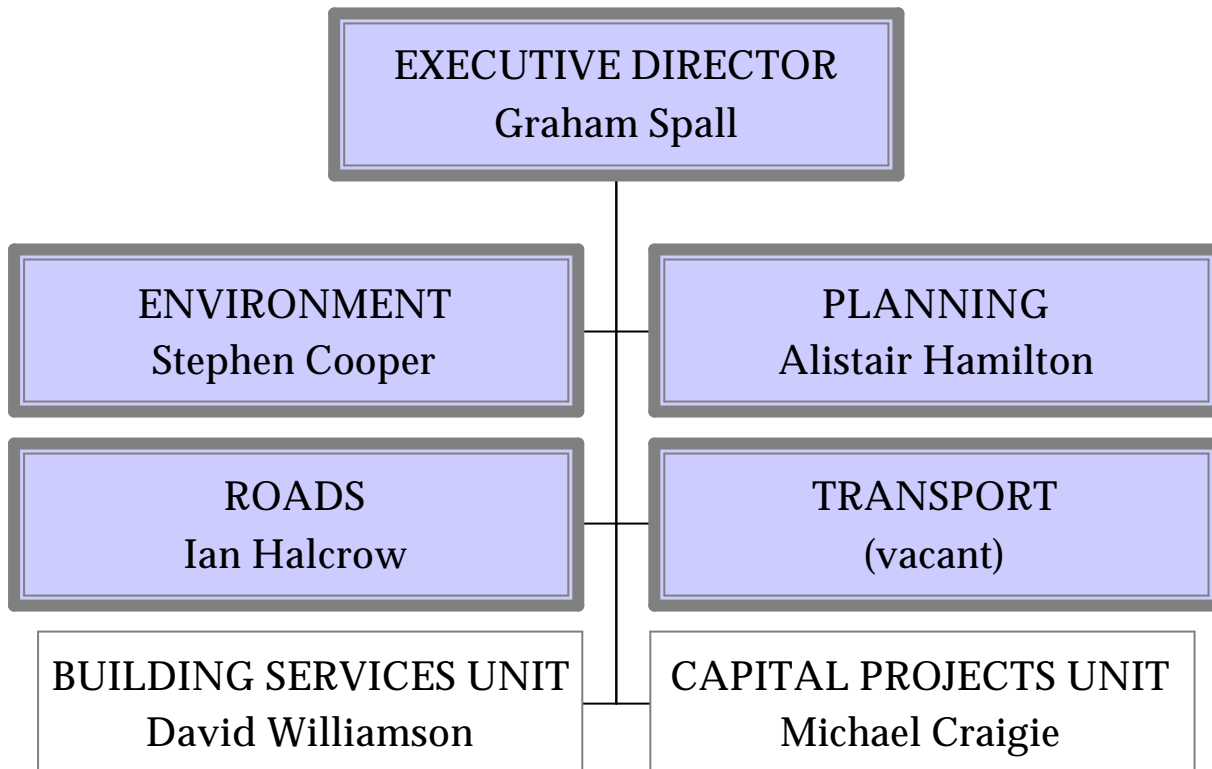 EXECUTIVE DIRECTOR
Graham Spall
ENVIRONMENT
Stephen Cooper
PLANNING
Alistair Hamilton
ROADS
Ian Halcrow
TRANSPORT
(vacant)
BUILDING SERVICES UNIT
David Williamson
CAPITAL PROJECTS UNIT
Michael Craigie